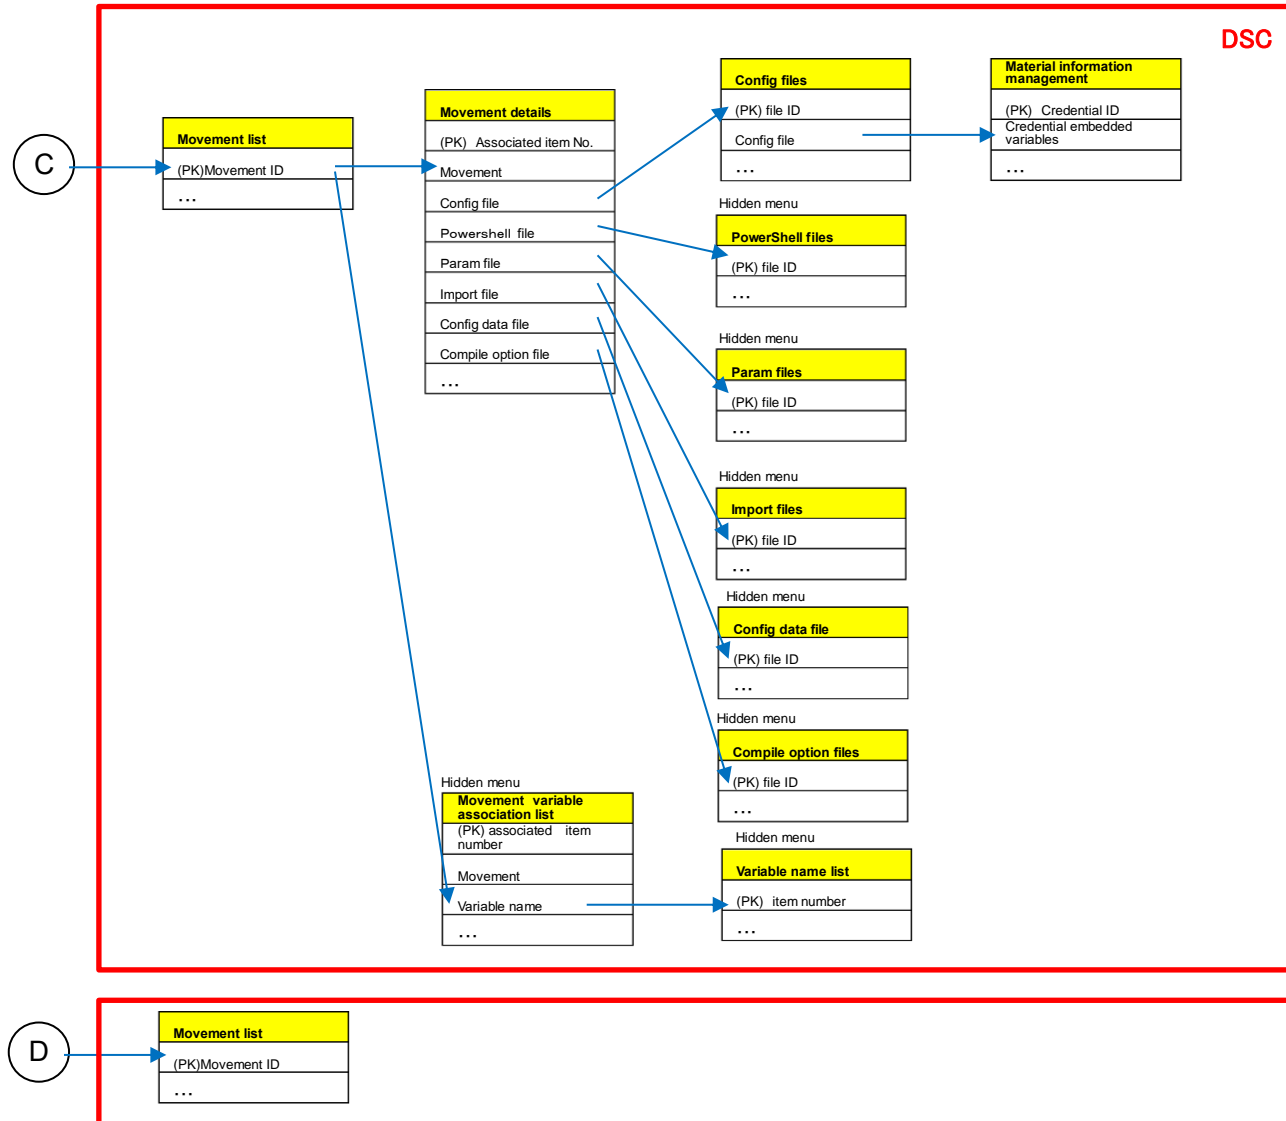 DSC
C
Movement list
(PK)Movement ID
...
Movement details
(PK) Associated item No.
Movement
Config file
Powershell file
Param file
Import file
Config data file
Compile option file
...
Config files
(PK) file ID
Config file
...
Material information
management
(PK) Credential ID
Credential embedded
variables
...
Hidden menu
PowerShell files
(PK) file ID
...
Hidden menu
Param files
(PK) file ID
...
Hidden menu
Import files
(PK) file ID
...
Hidden menu
Config data file
(PK) file ID
...
Hidden menu
Compile option files
(PK) file ID
...
Hidden menu
Movement variable
association list
(PK) associated item
number
Movement
Variable name
...
Hidden menu
Variable name list
(PK) item number
...
D
Movement list
(PK)Movement ID
...